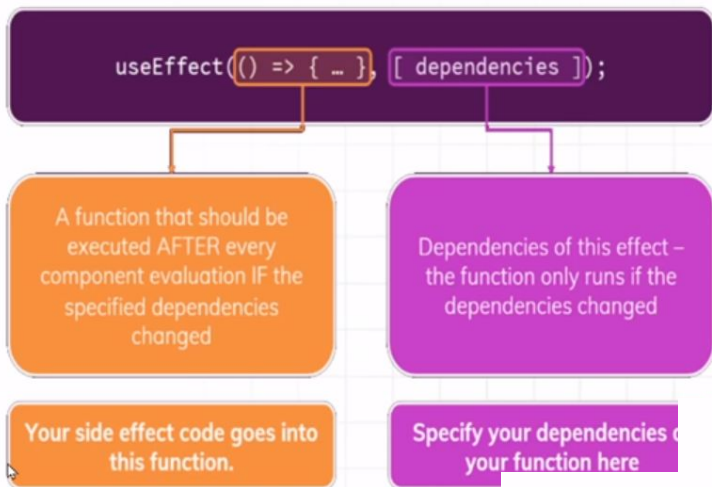 useEffect(() => { … }, [ dependencies ]);
A function that should be
executed AFTER every
component evaluation IF the
specified dependencies
changed
Dependencies of this effect –
the function only runs if the
dependencies changed
Your side effect code goes into
this function.
Specify your dependencies
your function here